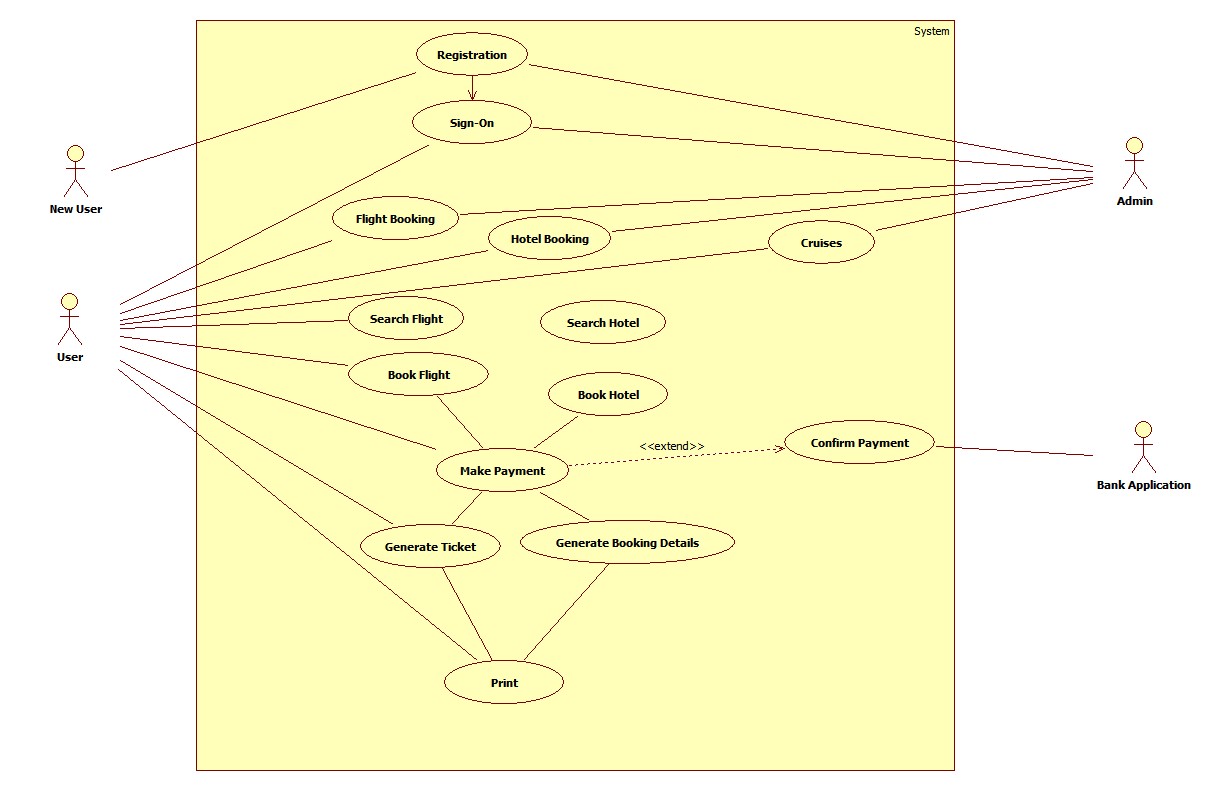 System
Registration
Sign-On
New User
Admin
Flight Booking
Hotel Booking
Cruises
Search Flight
Search Hotel
User
Book Flight
Book Hotel
<<extend>>
Confirm Payment
Make Payment
Bank Application
Generate Ticket
Generate Booking Details
Print